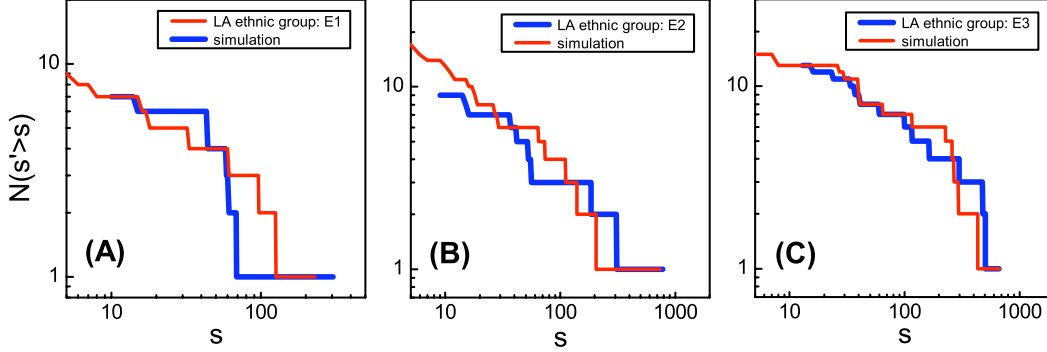 LA ethnic group: E1
simulation
10
1
N(s'>s)
(A)
10
100
s
LA ethnic group: E2
simulation
10
1
(B)
10
100
1000
s
LA ethnic group: E3
simulation
10
1
(C)
10
100
1000
s